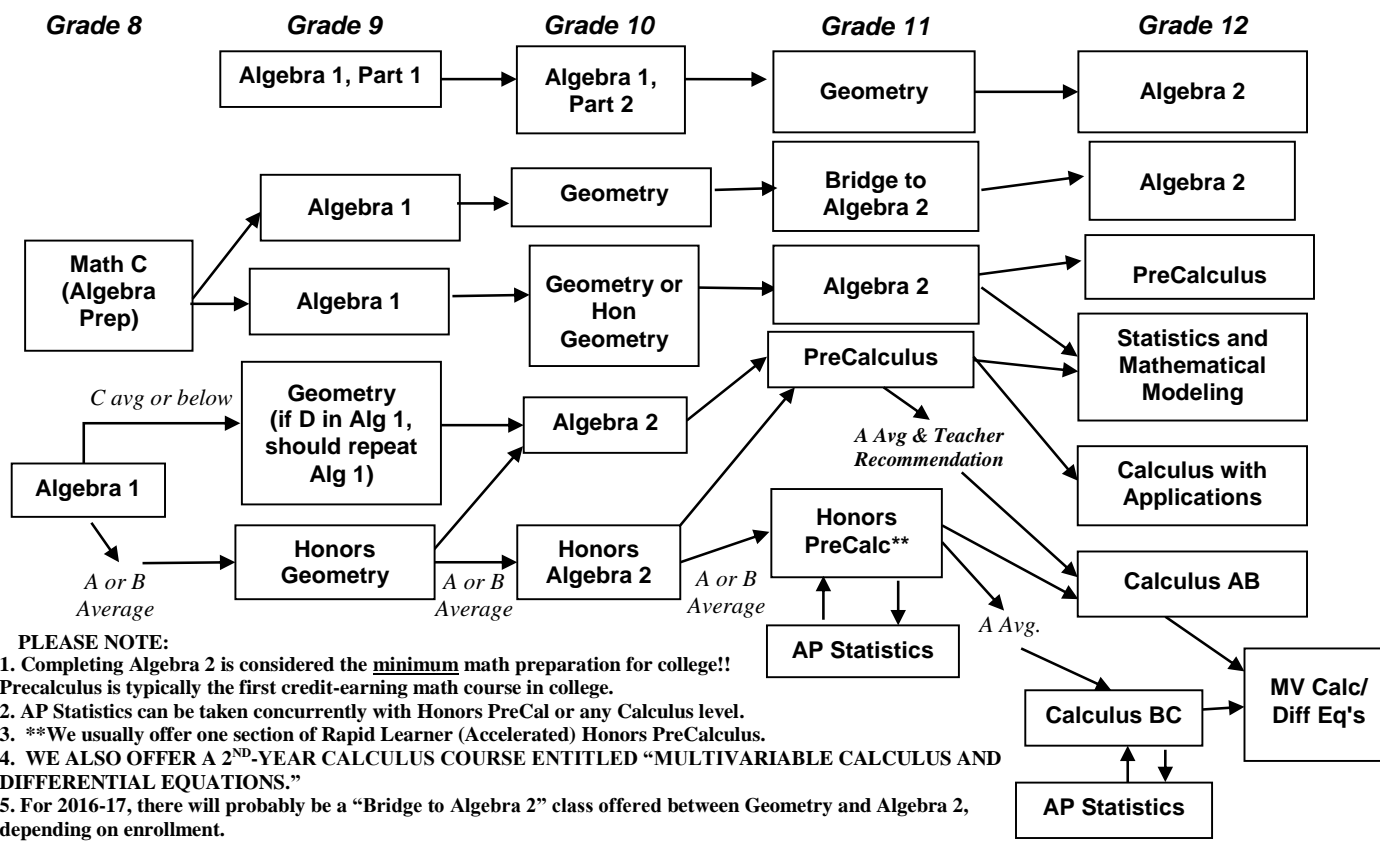 Grade 8 Grade 9 Grade 10 Grade 11 Grade 12
Algebra 1, Part 1
Algebra 1,
Part 2
Geometry
Algebra 2
Algebra 1
Geometry
Bridge to
Algebra 2
Algebra 2
Math C
(Algebra
Prep)
Algebra 1
Geometry or
Hon
Geometry
Algebra 2
PreCalculus
Statistics and
Mathematical
Modeling
C avg or below
Geometry
(if D in Alg 1,
should repeat
Alg 1)
Algebra 2
PreCalculus
A Avg & Teacher
Recommendation
Calculus with
Applications
Algebra 1
A or B
Average
Honors
Geometry
A or B
Average
Honors
Algebra 2
A or B
Average
Honors
PreCalc**
A Avg.
Calculus AB
AP Statistics
Calculus BC
MV Calc/
Diff Eq's
AP Statistics
PLEASE NOTE:
1. Completing Algebra 2 is considered the minimum math preparation for college!!
Precalculus is typically the first credit-earning math course in college.
2. AP Statistics can be taken concurrently with Honors PreCal or any Calculus level.
3. **We usually offer one section of Rapid Learner (Accelerated) Honors PreCalculus.
4. WE ALSO OFFER A 2ND-YEAR CALCULUS COURSE ENTITLED “MULTIVARIABLE CALCULUS AND
DIFFERENTIAL EQUATIONS.”
5. For 2016-17, there will probably be a “Bridge to Algebra 2” class offered between Geometry and Algebra 2,
depending on enrollment.